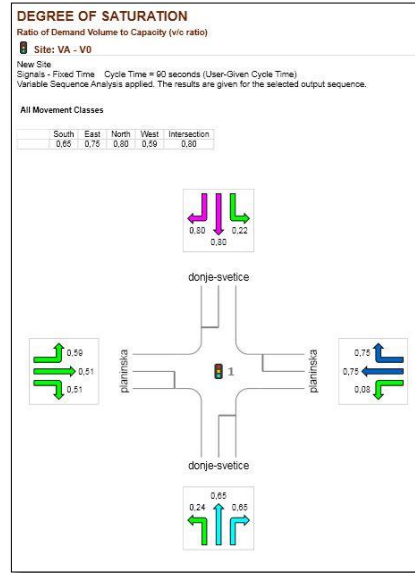 DEGREE OF SATURATION
Ratio of Demand Volume to Capacity (v/c ratio)
Site: VA - V0
New Site
Signals - Fixed Time Cycle Time = 90 seconds (User-Given Cycle Time)
Variable Sequence Analysis applied. The results are given for the selected output sequence.
All Movement Classes
South East North West Intersection
0,65 0,75 0,80 0,59 0,80
0,80 0,22
0,80
donje-svetice
0,59
0,51
0,51
planinska
1
planinska
0,75
0,75
0,08
donje-svetice
0,65
0,24 0,65